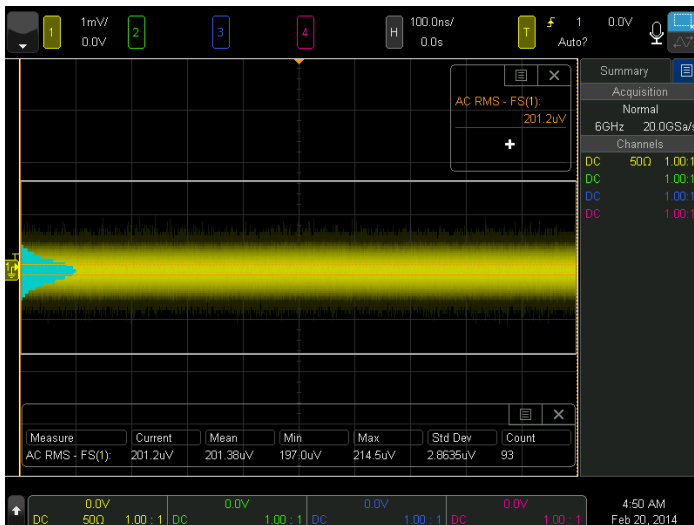 1 1mV/ 2 3 4 H 100.0ns/ T 1 0.0V
0.0V 0.0s Auto?
Summary
Acquisition
Normal
6GHz 20.0GSa/s
Channels
DC 50Ω 1.00:1
DC 1.00:1
DC 1.00:1
DC 1.00:1
AC RMS - FS(1):
201.2uV
Measure Current Mean Min Max Std Dev Count
AC RMS - FS(1): 201.2uV 201.38uV 197.0uV 214.5uV 2.8635uV 93
0.0V 0.0V 0.0V 0.0V 4:50 AM
DC 50Ω 1.00 : 1 DC 1.00 : 1 DC 1.00 : 1 DC 1.00 : 1 Feb 20, 2014